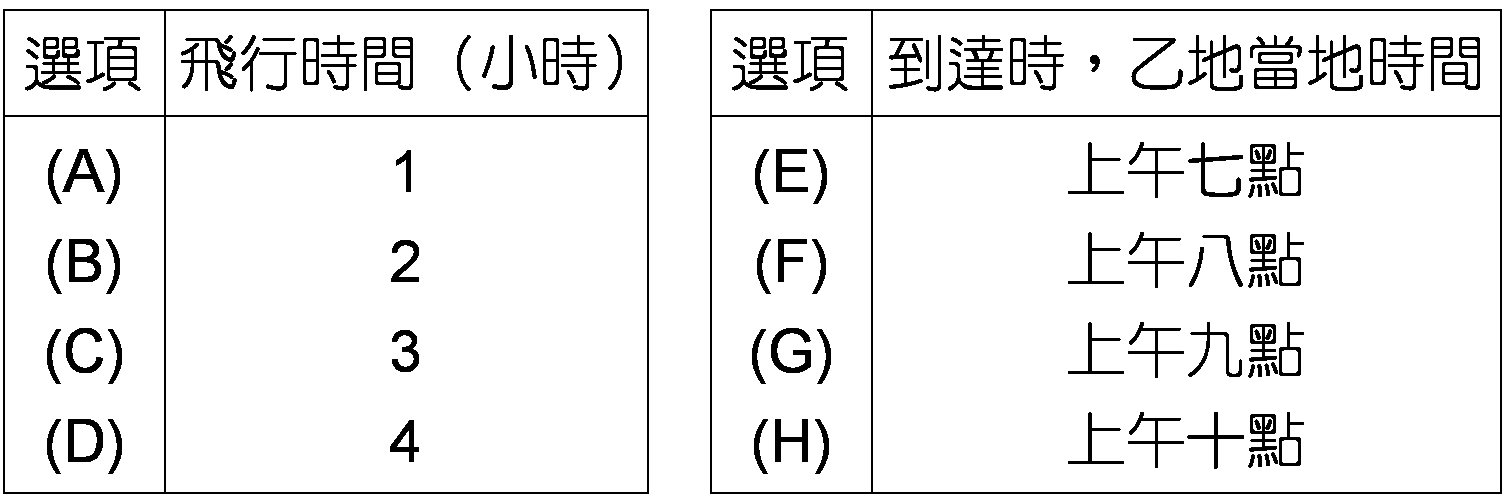 選項 飛行時間（小時）
(A) 1
(B) 2
(C) 3
(D) 4
選項 到達時，乙地當地時間
(E) 上午七點
(F) 上午八點
(G) 上午九點
(H) 上午十點